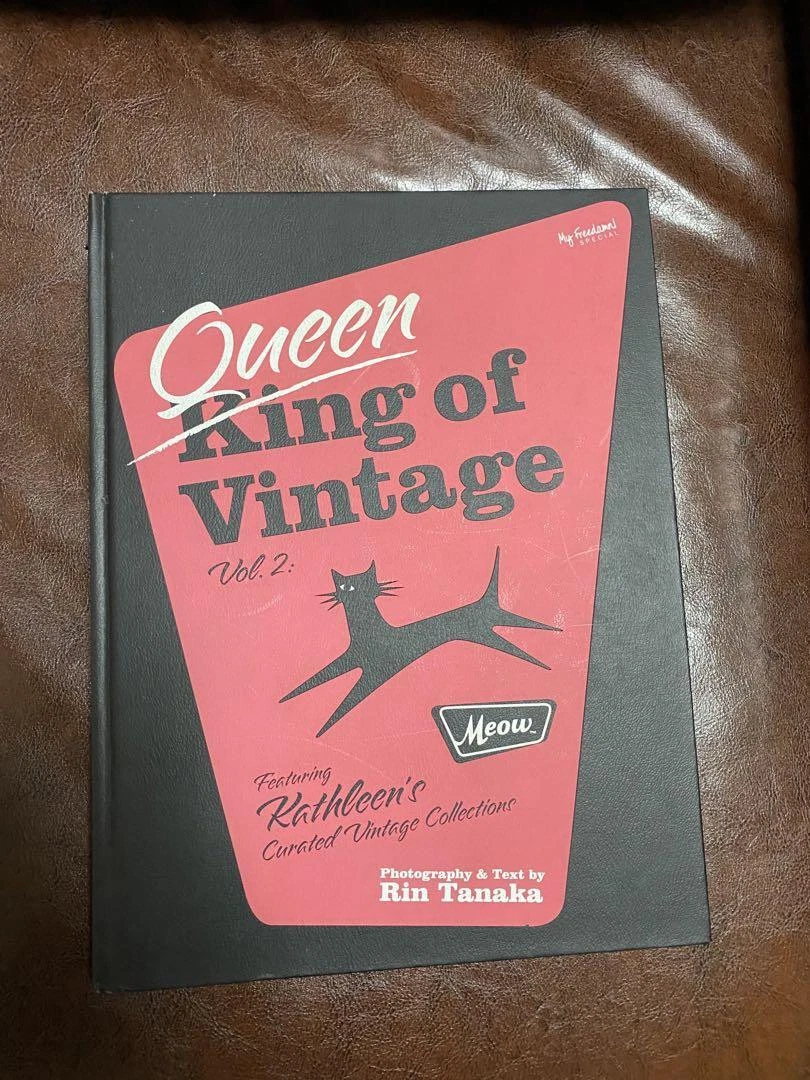 My Freedamn!
SPECIAL
Queen
King of
Vintage
Vol. 2:
Meow™
Featuring
Kathleen's
Curated Vintage Collections
Photography & Text by
Rin Tanaka